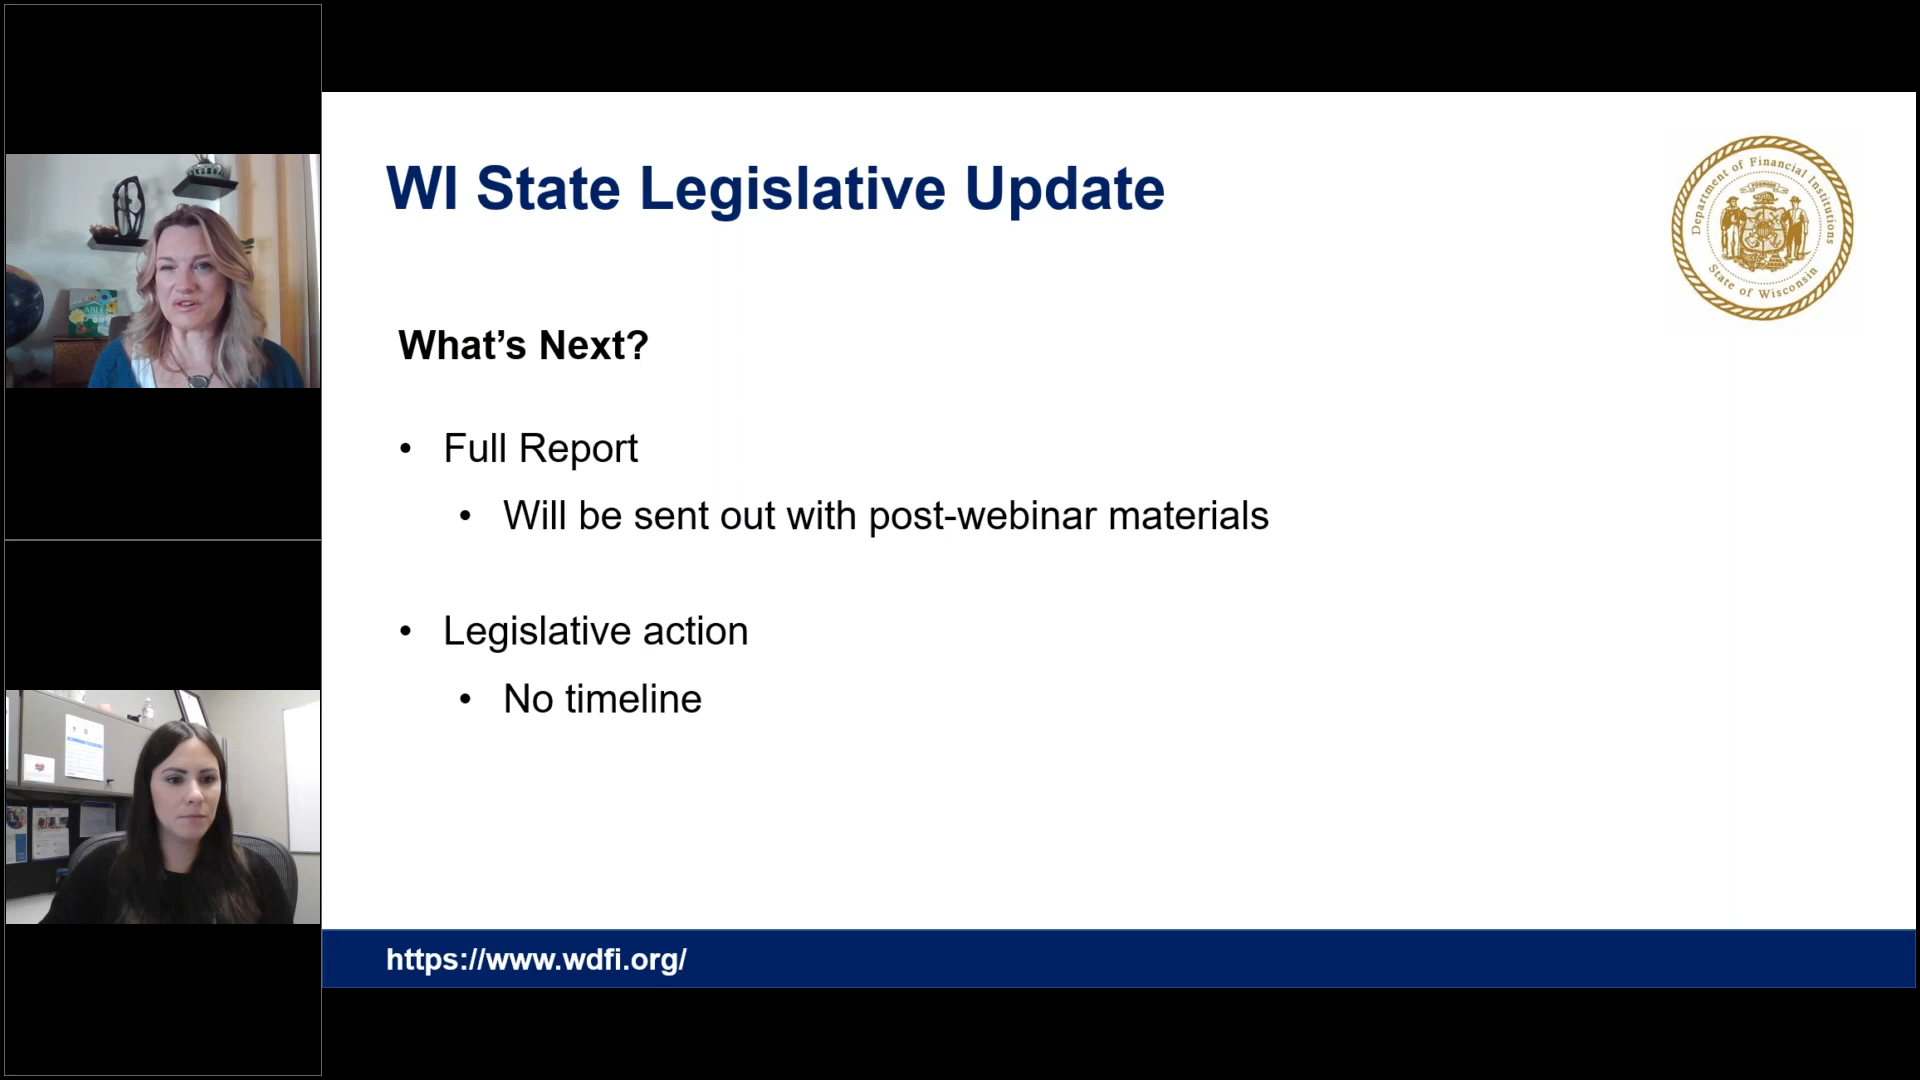 WI State Legislative Update
Department of Financial Institutions
State of Wisconsin
What's Next?
• Full Report
• Will be sent out with post-webinar materials
• Legislative action
• No timeline
https://www.wdfi.org/
ABLE